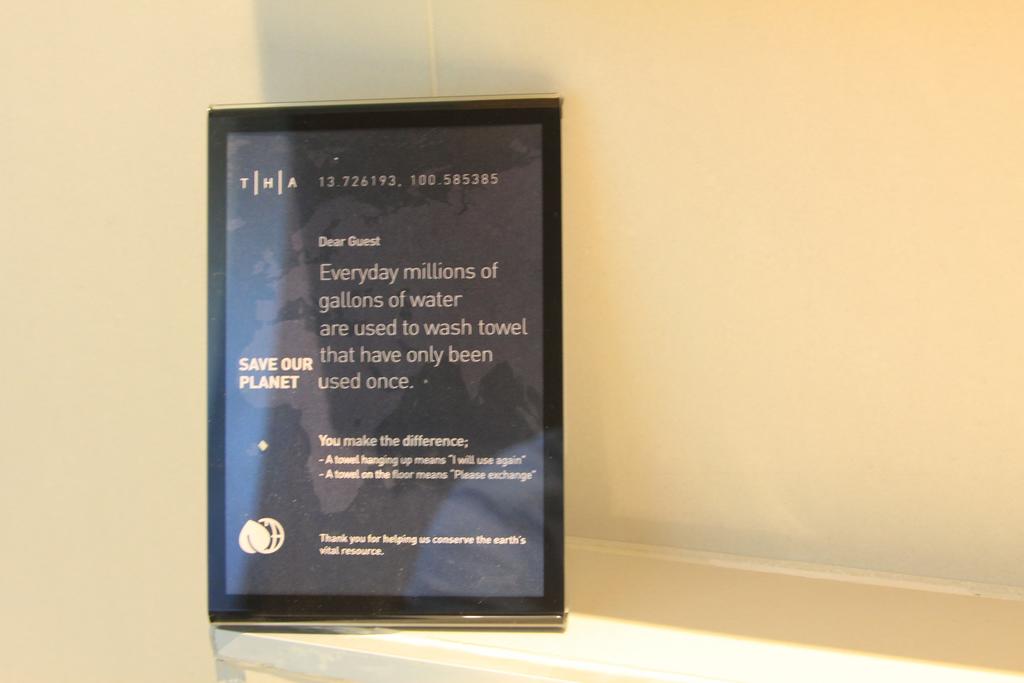 T|H|A 13.726193, 100.585385
Dear Guest
Everyday millions of
gallons of water
are used to wash towel
that have only been
used once.
SAVE OUR
PLANET
You make the difference;
- A towel hanging up means "I will use again"
- A towel on the floor means "Please exchange"
Thank you for helping us conserve the earth's
vital resource.